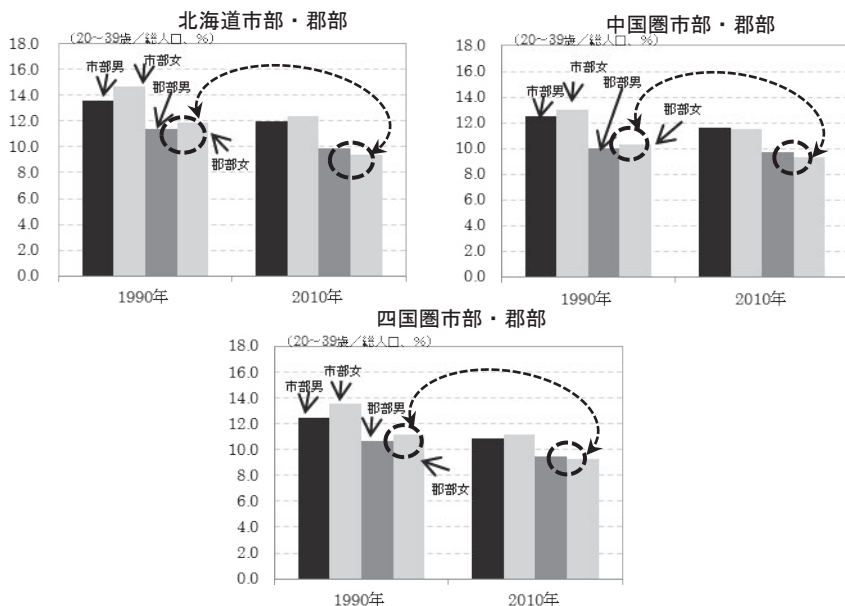 北海道市部・郡部
(20～39歳／総人口、%)
18.0
16.0
14.0
12.0
10.0
8.0
6.0
4.0
2.0
0.0
市部男
市部女
郡部男
郡部女
1990年
2010年
中国圏市部・郡部
(20～39歳／総人口、%)
18.0
16.0
14.0
12.0
10.0
8.0
6.0
4.0
2.0
0.0
市部男
市部女
郡部男
郡部女
1990年
2010年
四国圏市部・郡部
(20～39歳／総人口、%)
18.0
16.0
14.0
12.0
10.0
8.0
6.0
4.0
2.0
0.0
市部男
市部女
郡部男
郡部女
1990年
2010年